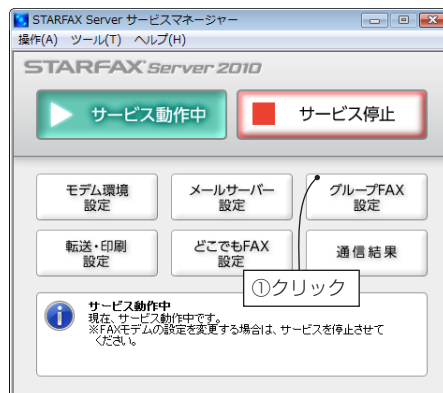 STARFAX Server サービスマネージャー
操作(A) ツール(T) ヘルプ(H)
STARFAX Server 2010
サービス動作中
サービス停止
モデム環境
設定
メールサーバー
設定
グループFAX
設定
転送・印刷
設定
どこでもFAX
設定
通信結果
①クリック
サービス動作中
現在、サービス動作中です。
※FAXモデムの設定を変更する場合は、サービスを停止させて
ください。